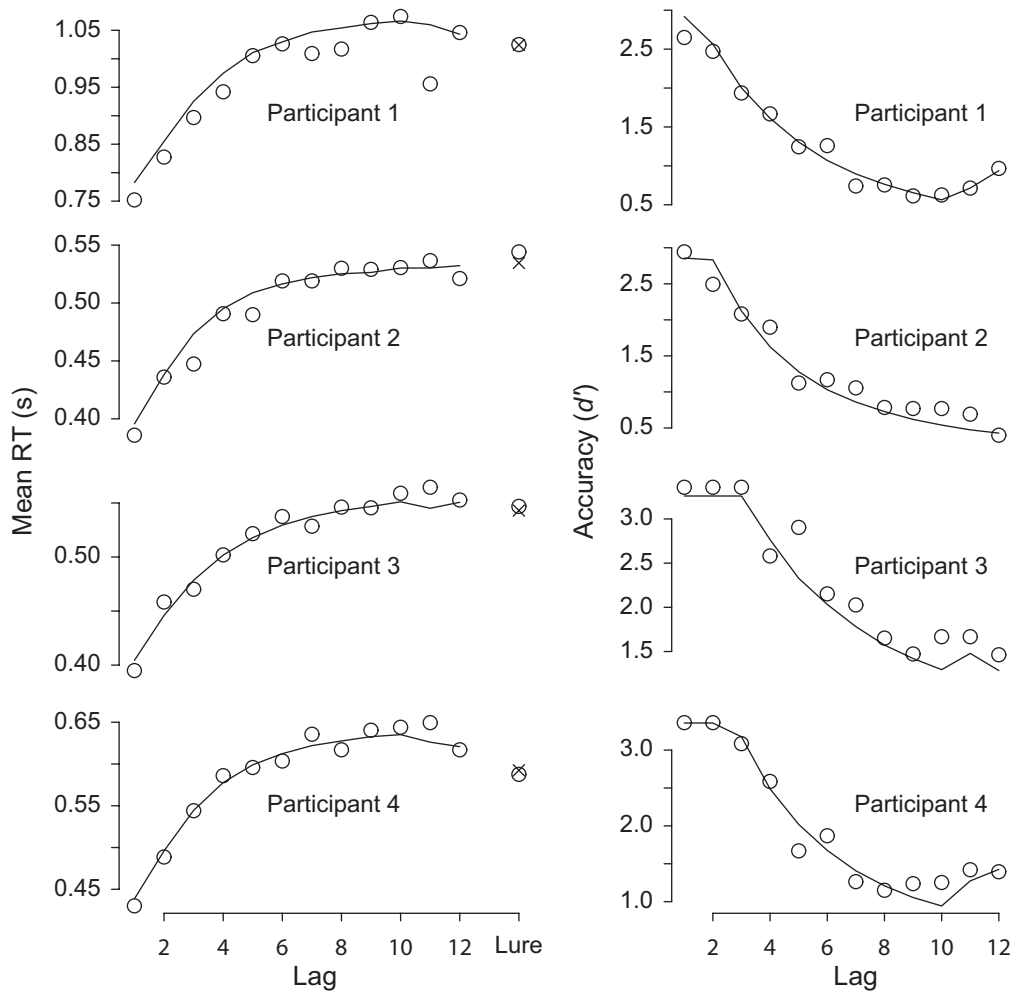 Mean RT (s)
1.05
0.95
0.85
0.75
Participant 1
0.55
0.50
0.45
0.40
Participant 2
0.50
0.40
Participant 3
0.65
0.55
0.45
Participant 4
2 4 6 8 10 12 Lure
Lag
Accuracy (d′)
2.5
1.5
0.5
Participant 1
2.5
1.5
0.5
Participant 2
3.0
2.5
2.0
1.5
Participant 3
3.0
2.0
1.0
Participant 4
2 4 6 8 10 12
Lag